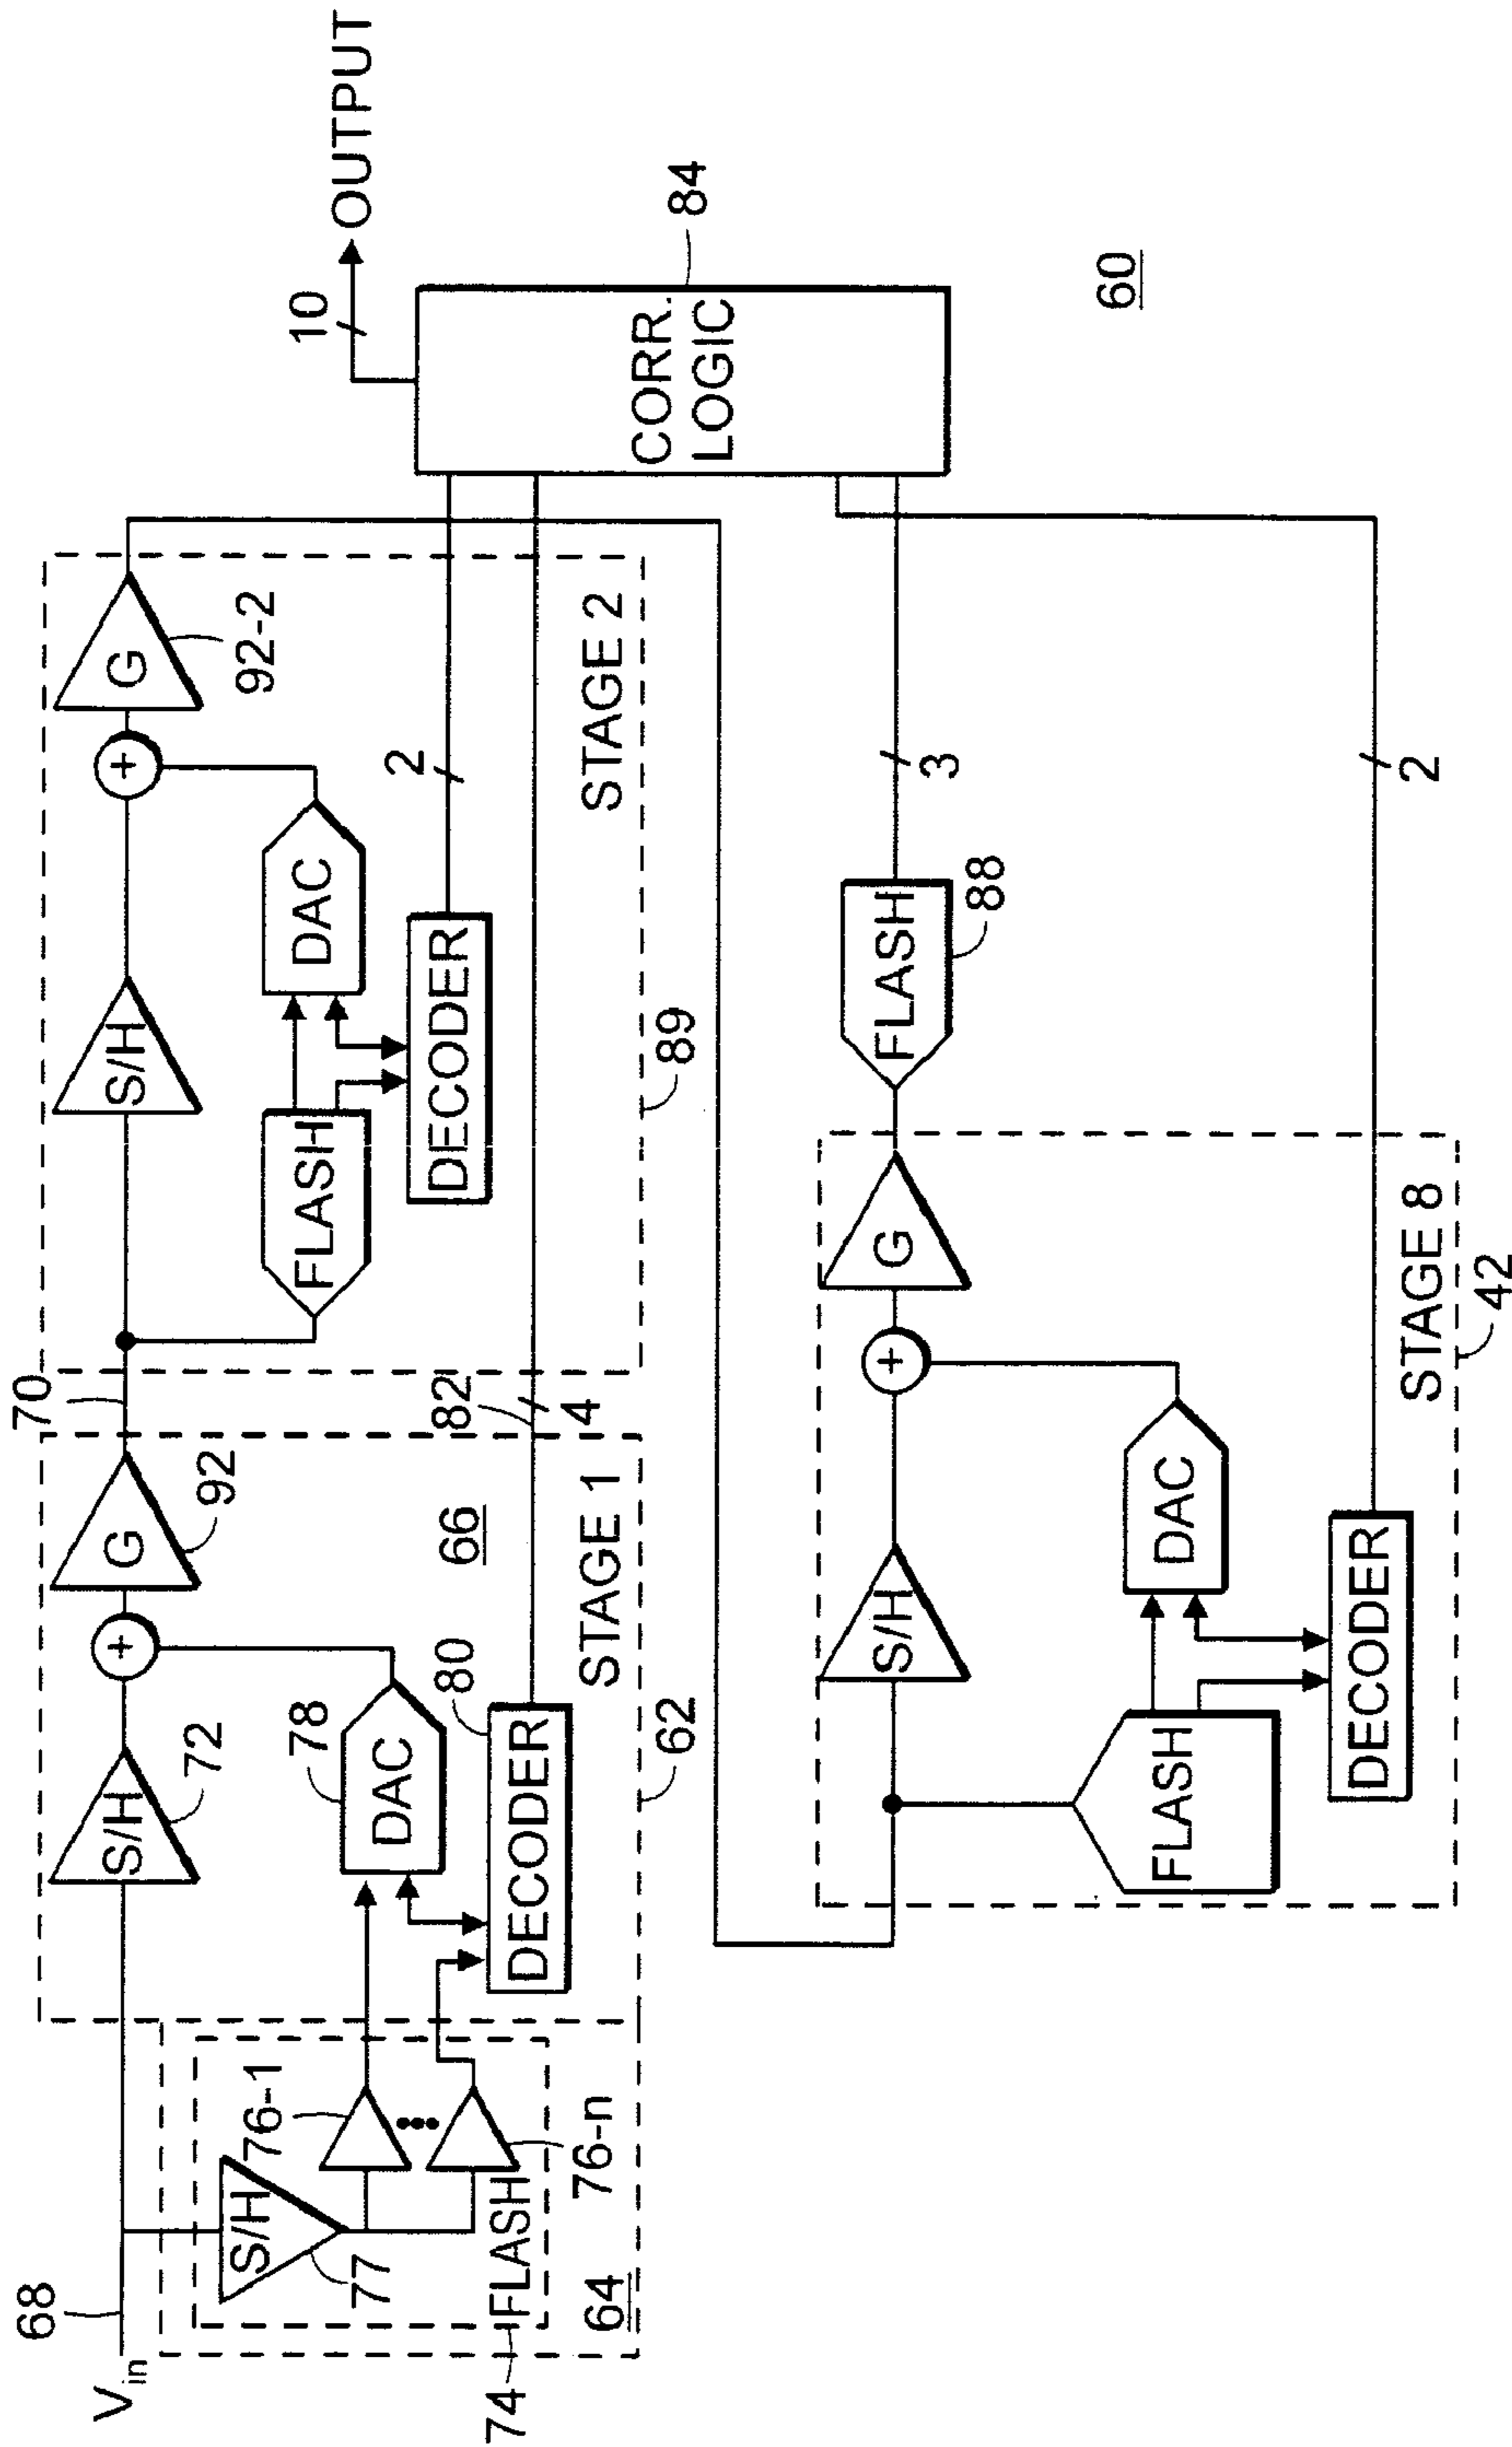 V in
68
70
S/H
72
+
G
92
S/H
+
G
92-2
S/H
77
76-1
76-n
FLASH
74
64
78
DAC
80
DECODER
66
STAGE 1
62
82
4
FLASH
DAC
DECODER
2
STAGE 2
89
10
OUTPUT
CORR.
LOGIC
84
60
S/H
+
G
FLASH
88
3
FLASH
DAC
DECODER
2
STAGE 8
42